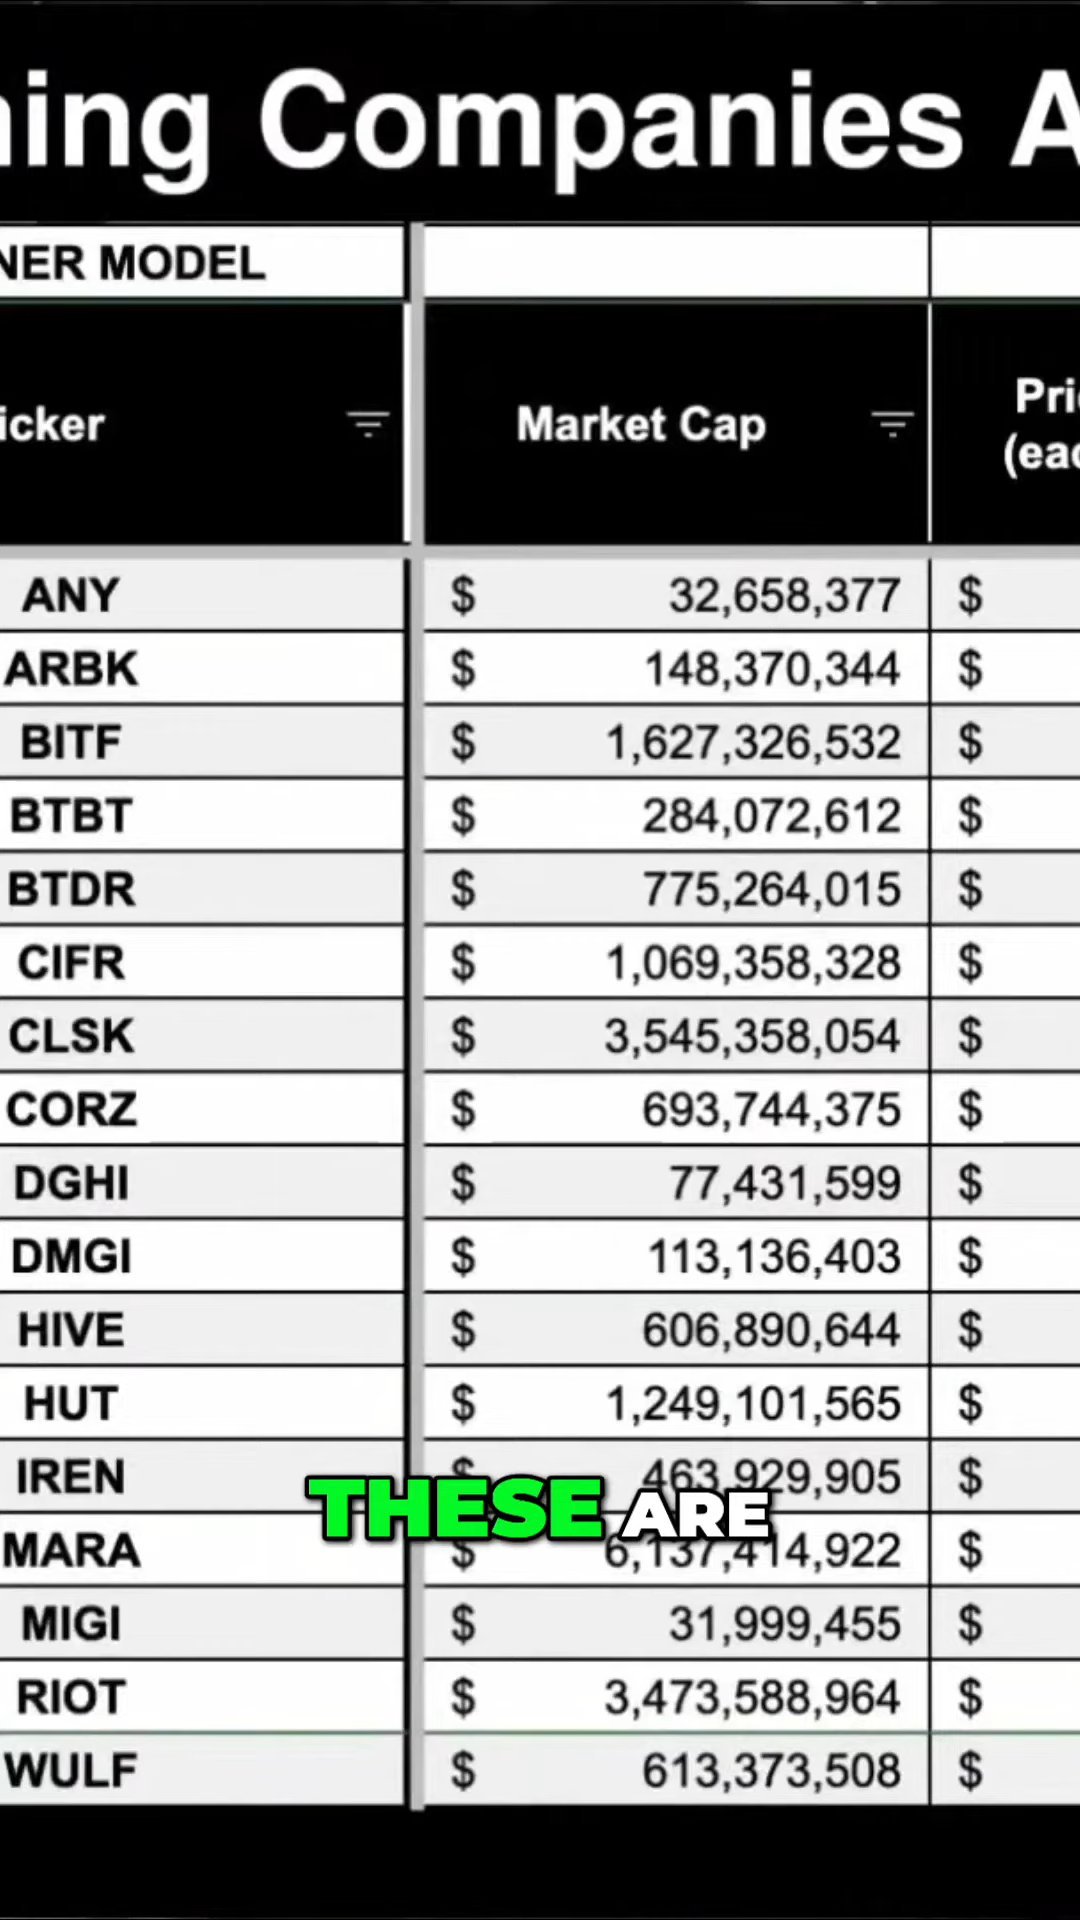 ing Companies A
NER MODEL
icker Market Cap Pri
(eac
ANY $ 32,658,377 $
ARBK $ 148,370,344 $
BITF $ 1,627,326,532 $
BTBT $ 284,072,612 $
BTDR $ 775,264,015 $
CIFR $ 1,069,358,328 $
CLSK $ 3,545,358,054 $
CORZ $ 693,744,375 $
DGHI $ 77,431,599 $
DMGI $ 113,136,403 $
HIVE $ 606,890,644 $
HUT $ 1,249,101,565 $
IREN $ 463,929,905 $
THESE ARE
MARA $ 6,137,414,922 $
MIGI $ 31,999,455 $
RIOT $ 3,473,588,964 $
WULF $ 613,373,508 $